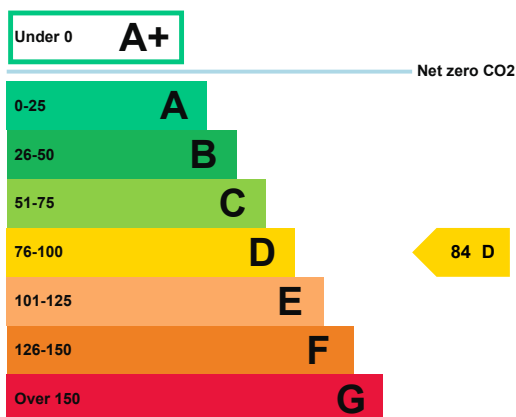 Under 0 A+
Net zero CO2
0-25 A
26-50 B
51-75 C
76-100 D 84 D
101-125 E
126-150 F
Over 150 G